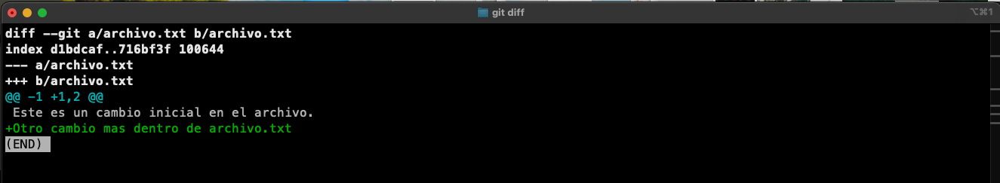 git diff
⌥⌘1
diff --git a/archivo.txt b/archivo.txt
index d1bdcaf..716bf3f 100644
--- a/archivo.txt
+++ b/archivo.txt
@@ -1 +1,2 @@
 Este es un cambio inicial en el archivo.
+Otro cambio mas dentro de archivo.txt
(END)